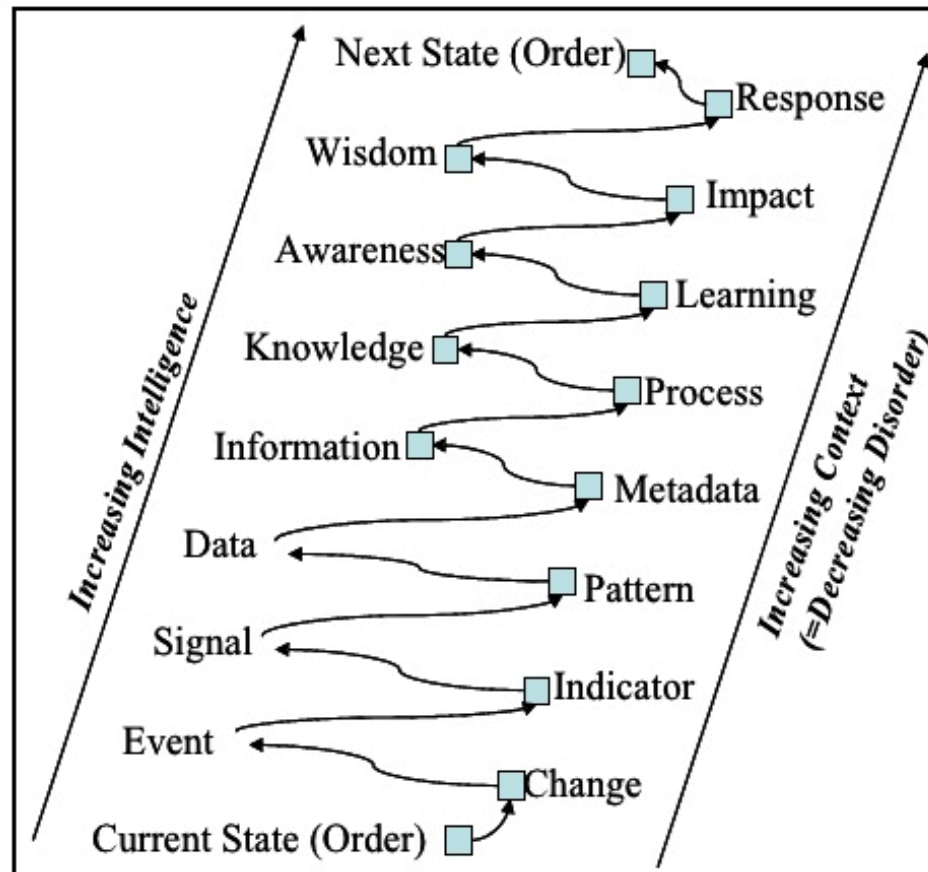 Next State (Order)
Response
Wisdom
Impact
Awareness
Learning
Knowledge
Process
Information
Metadata
Data
Pattern
Signal
Indicator
Event
Change
Current State (Order)
Increasing Intelligence
Increasing Context
(=Decreasing Disorder)